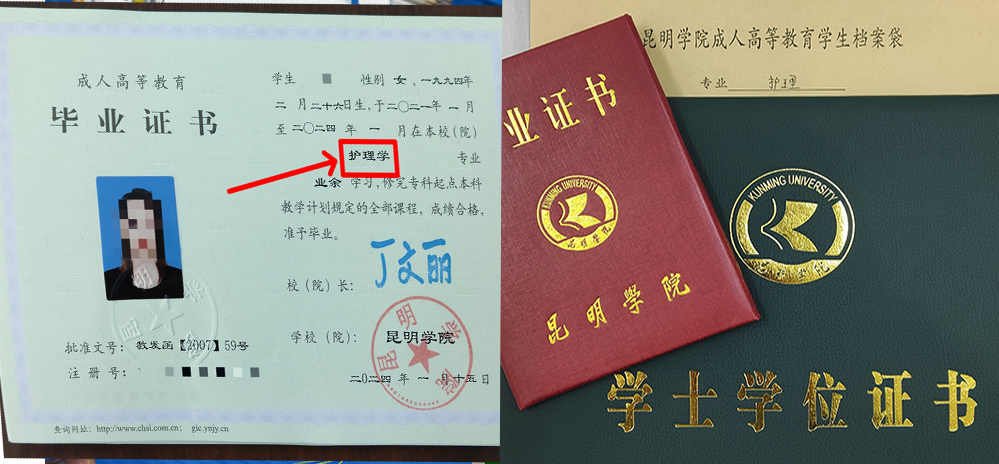 成人高等教育
毕业证书
学生 性别 女，一九九四年
二月二十六日生，于二〇二一年一月
至二〇二四年一月在本校(院)
护理学 专业
业余 学习，修完专科起点本科
教学计划规定的全部课程，成绩合格，
准予毕业。
校（院）长：
丁文丽
学校（院）：
昆明学院
昆明学院
批准文号：教发函【2007】59号
注册号：
二〇二四年一月十五日
查询网址：http://www.chsi.com.cn; gic.ynjy.cn
昆明学院成人高等教育学生档案袋
专业 护理
业证书
KUNMING UNIVERSITY
昆明学院
昆明学院
KUNMING UNIVERSITY
昆明学院
学士学位证书